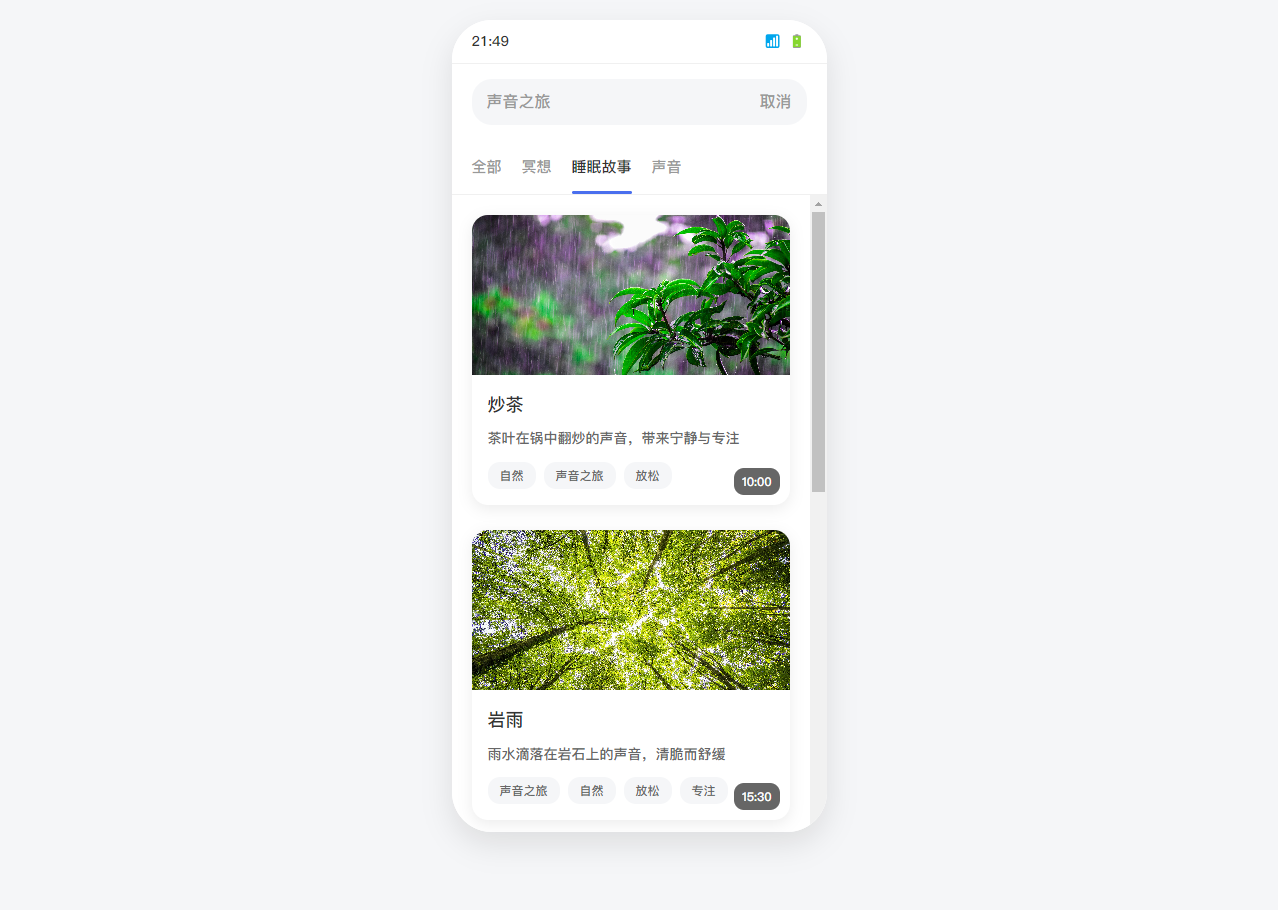 21:49
声音之旅 取消
全部 冥想 睡眠故事 声音
炒茶
茶叶在锅中翻炒的声音，带来宁静与专注
自然 声音之旅 放松 10:00
岩雨
雨水滴落在岩石上的声音，清脆而舒缓
声音之旅 自然 放松 专注 15:30